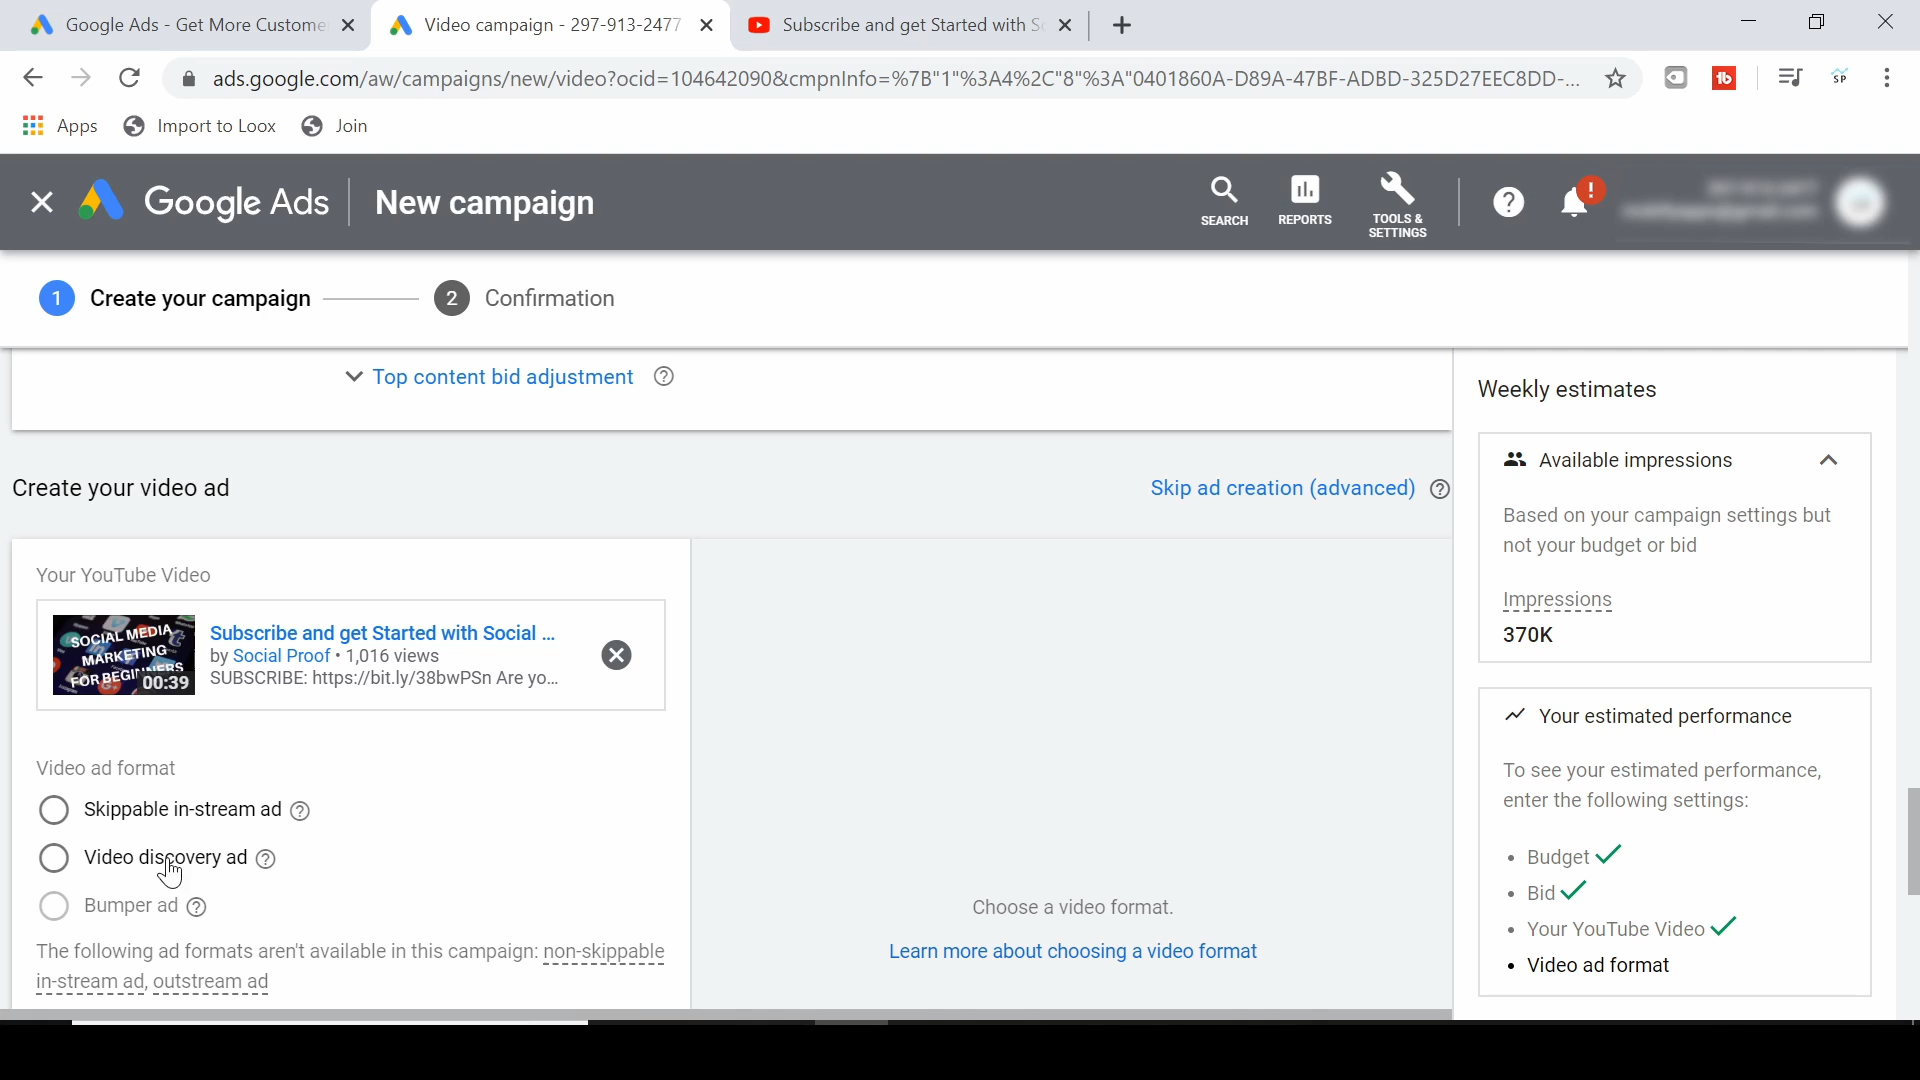 Google Ads - Get More Custome
Video campaign - 297-913-2477
Subscribe and get Started with S
ads.google.com/aw/campaigns/new/video?ocid=104642090&cmpnInfo=%7B"1"%3A4%2C"8"%3A"0401860A-D89A-47BF-ADBD-325D27EEC8DD-...
tb
SP
Apps
Import to Loox
Join
Google Ads
New campaign
SEARCH
REPORTS
TOOLS &
SETTINGS
?
!
1 Create your campaign
2 Confirmation
Top content bid adjustment ?
Create your video ad
Skip ad creation (advanced) ?
Your YouTube Video
SOCIAL MEDIA
MARKETING
FOR BEGINNERS
00:39
Subscribe and get Started with Social ...
by Social Proof • 1,016 views
SUBSCRIBE: https://bit.ly/38bwPSn Are yo...
Video ad format
Skippable in-stream ad ?
Video discovery ad ?
Bumper ad ?
The following ad formats aren't available in this campaign: non-skippable
in-stream ad, outstream ad
Choose a video format.
Learn more about choosing a video format
Weekly estimates
Available impressions
Based on your campaign settings but
not your budget or bid
Impressions
370K
Your estimated performance
To see your estimated performance,
enter the following settings:
• Budget
• Bid
• Your YouTube Video
• Video ad format